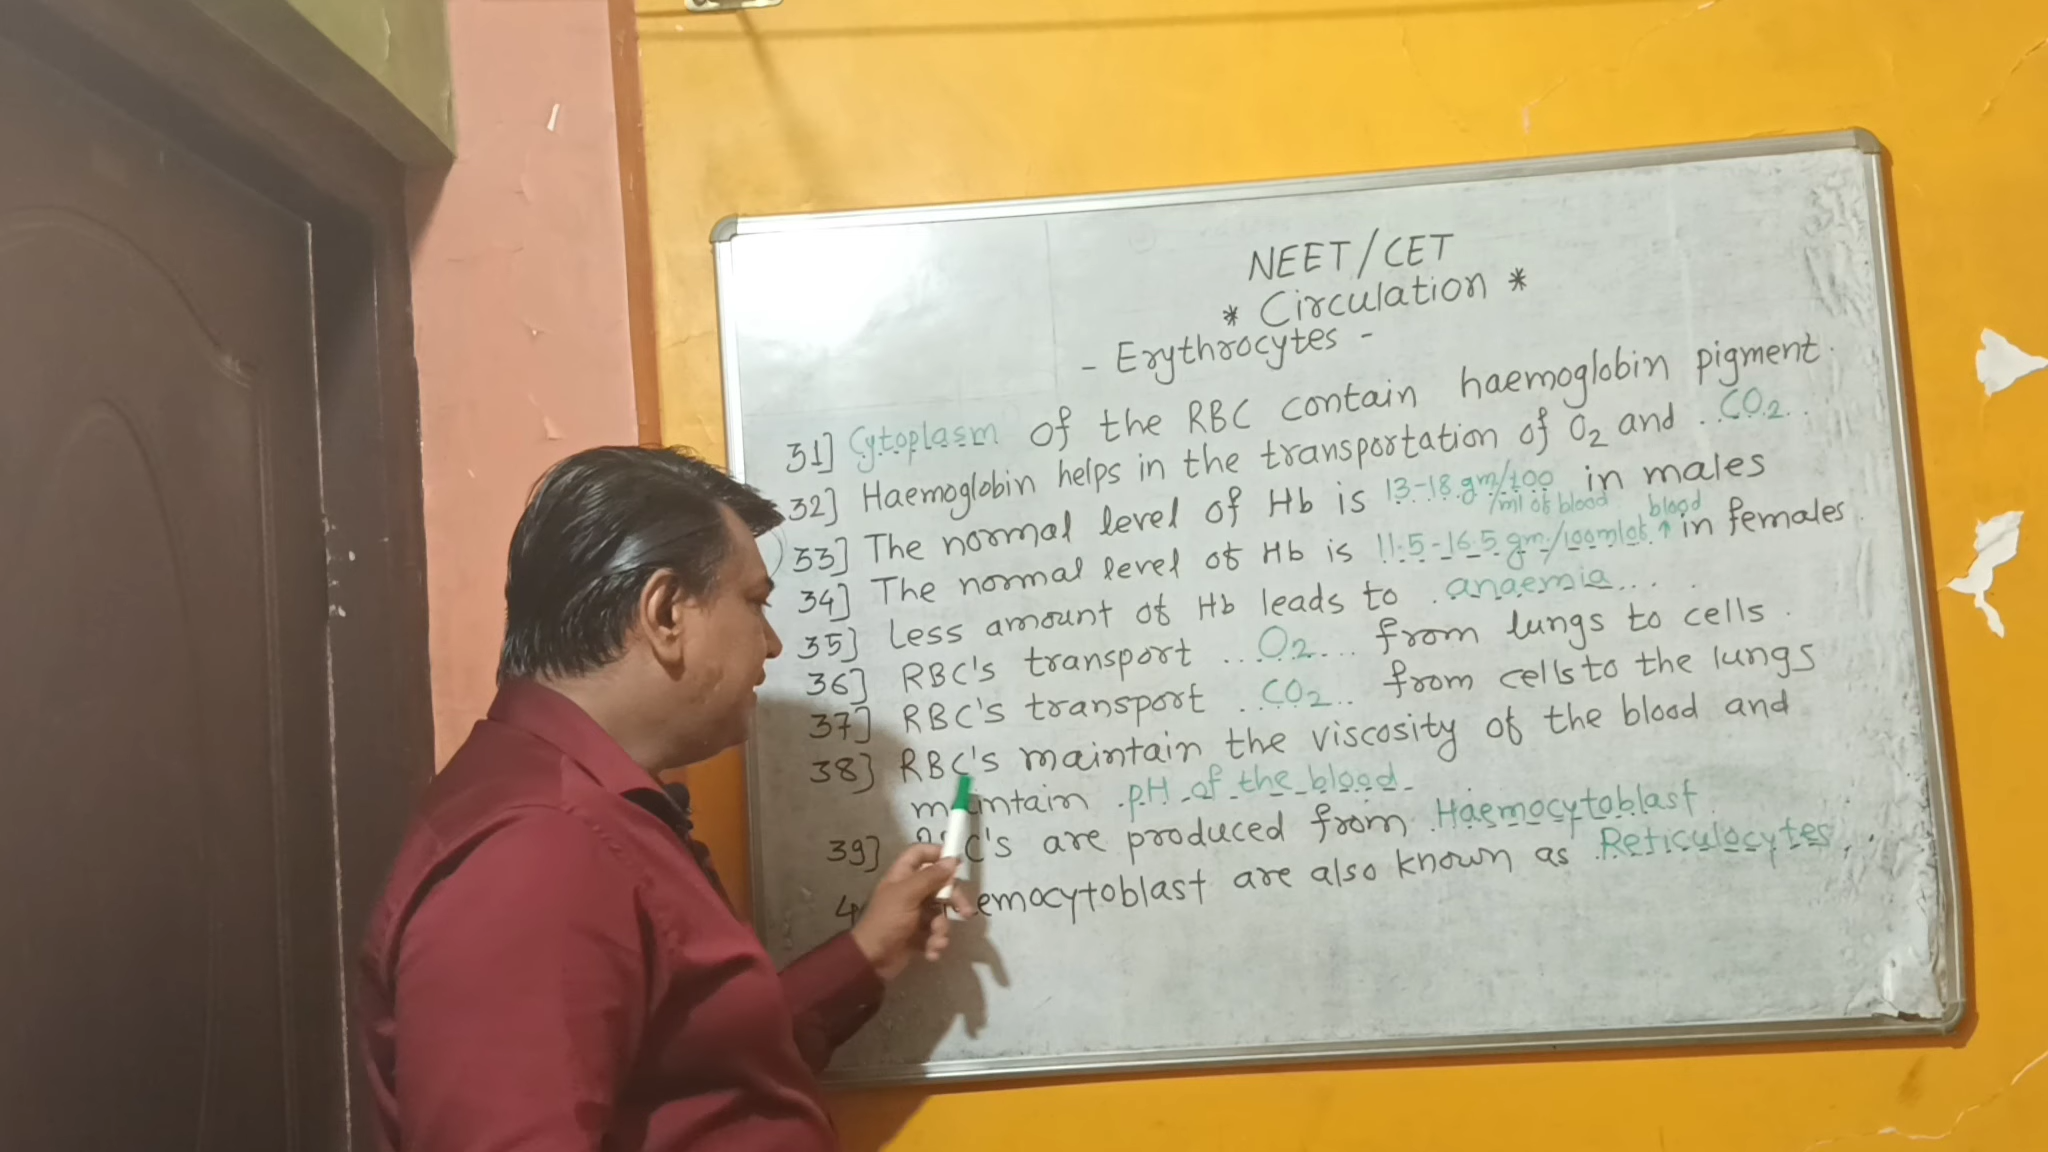 NEET/CET
* Circulation *
- Erythrocytes -
31] Cytoplasm of the RBC contain haemoglobin pigment.
32] Haemoglobin helps in the transportation of O2 and ..CO2..
33] The normal level of Hb is 13-18 gm/100 in males
/ml of blood blood
34] The normal level of Hb is 11.5-16.5 gm/100ml of ↑ in females.
35] Less amount of Hb leads to .anaemia... .
36] RBC's transport ...O2... from lungs to cells.
37] RBC's transport ..CO2.. from cells to the lungs
38] RBC's maintain the viscosity of the blood and
maintain .pH of the blood.
39] RBC's are produced from Haemocytoblast
emocytoblast are also known as .Reticulocytes..